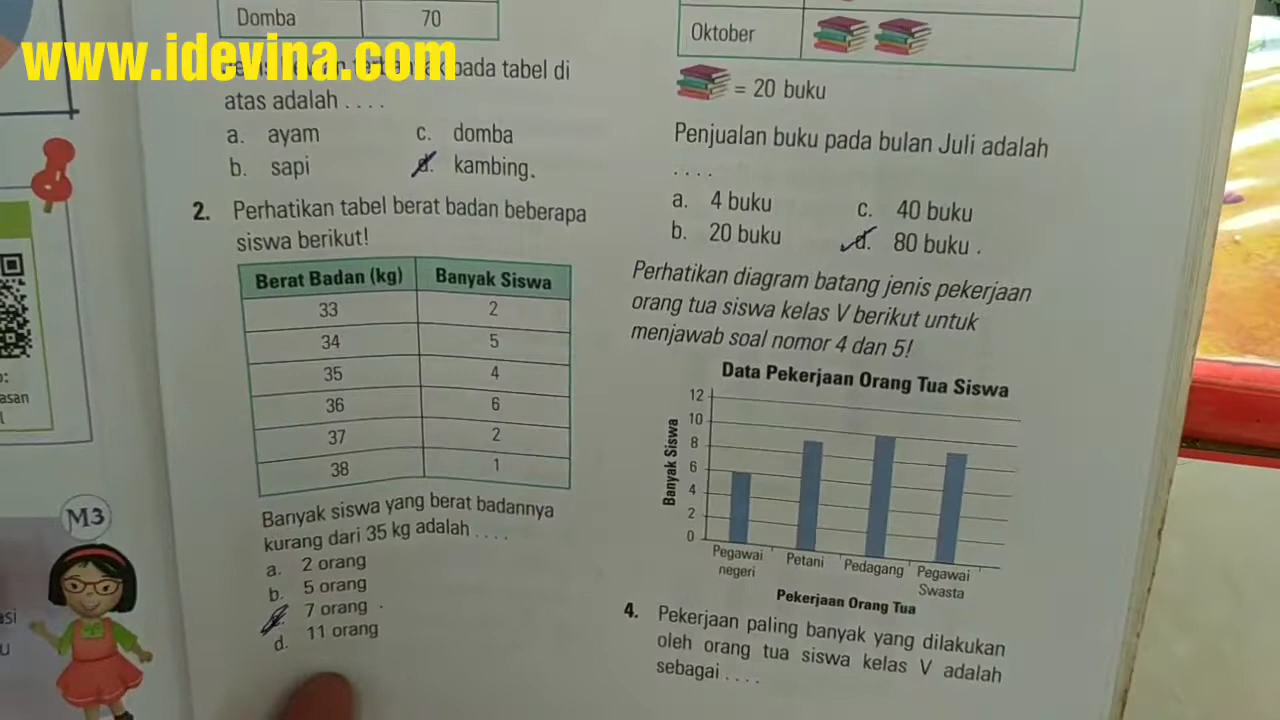 www.idevina.com
Domba 70
pada tabel di
atas adalah . . . .
a. ayam c. domba
b. sapi d. kambing.
2. Perhatikan tabel berat badan beberapa
siswa berikut!
Berat Badan (kg) Banyak Siswa
33 2
34 5
35 4
36 6
37 2
38 1
Banyak siswa yang berat badannya
kurang dari 35 kg adalah . . . .
a. 2 orang
b. 5 orang
7 orang
d. 11 orang
M3
Oktober
= 20 buku
Penjualan buku pada bulan Juli adalah
. . . .
a. 4 buku c. 40 buku
b. 20 buku d. 80 buku .
Perhatikan diagram batang jenis pekerjaan
orang tua siswa kelas V berikut untuk
menjawab soal nomor 4 dan 5!
Data Pekerjaan Orang Tua Siswa
Banyak Siswa
12
10
8
6
4
2
0
Pegawai negeri Petani Pedagang Pegawai Swasta
Pekerjaan Orang Tua
4. Pekerjaan paling banyak yang dilakukan
oleh orang tua siswa kelas V adalah
sebagai . . . .